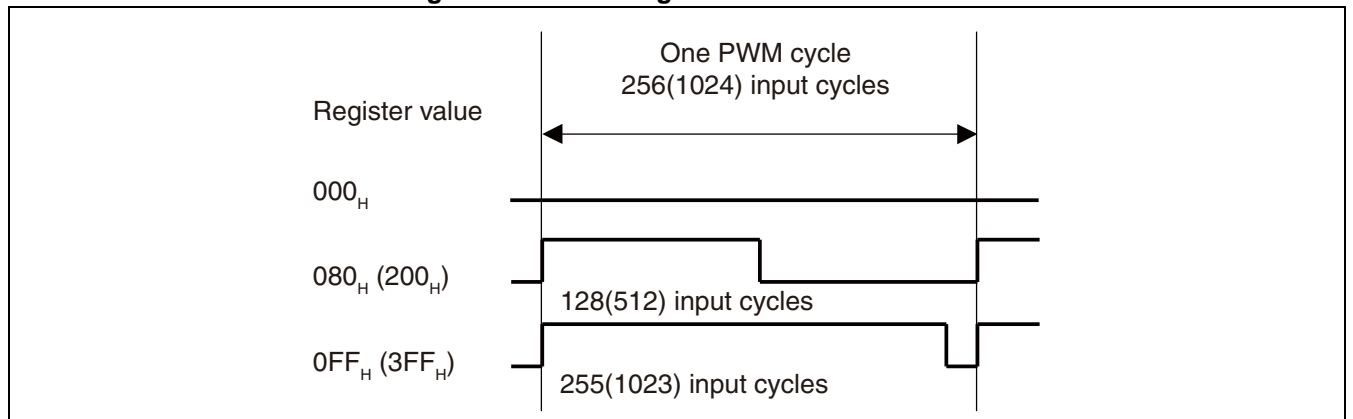 One PWM cycle
256(1024) input cycles
Register value
000H
080H (200H)
128(512) input cycles
0FFH (3FFH)
255(1023) input cycles